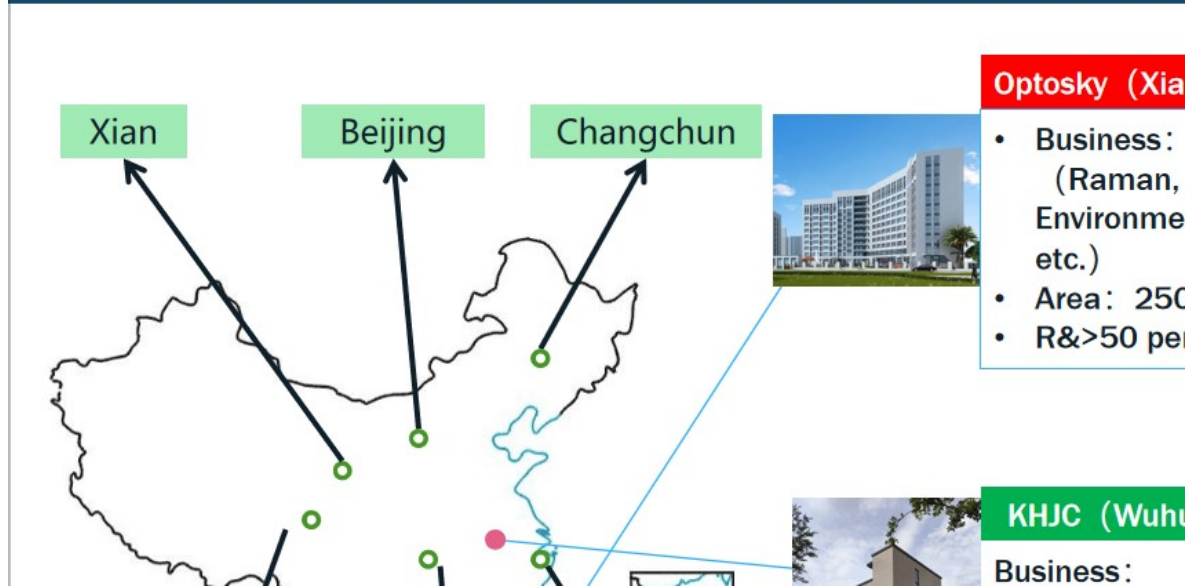 Xian
Beijing
Changchun
Optosky（Xia
• Business：
（Raman,
Environme
etc.）
• Area：250
• R&>50 per
KHJC（Wuhu
Business：